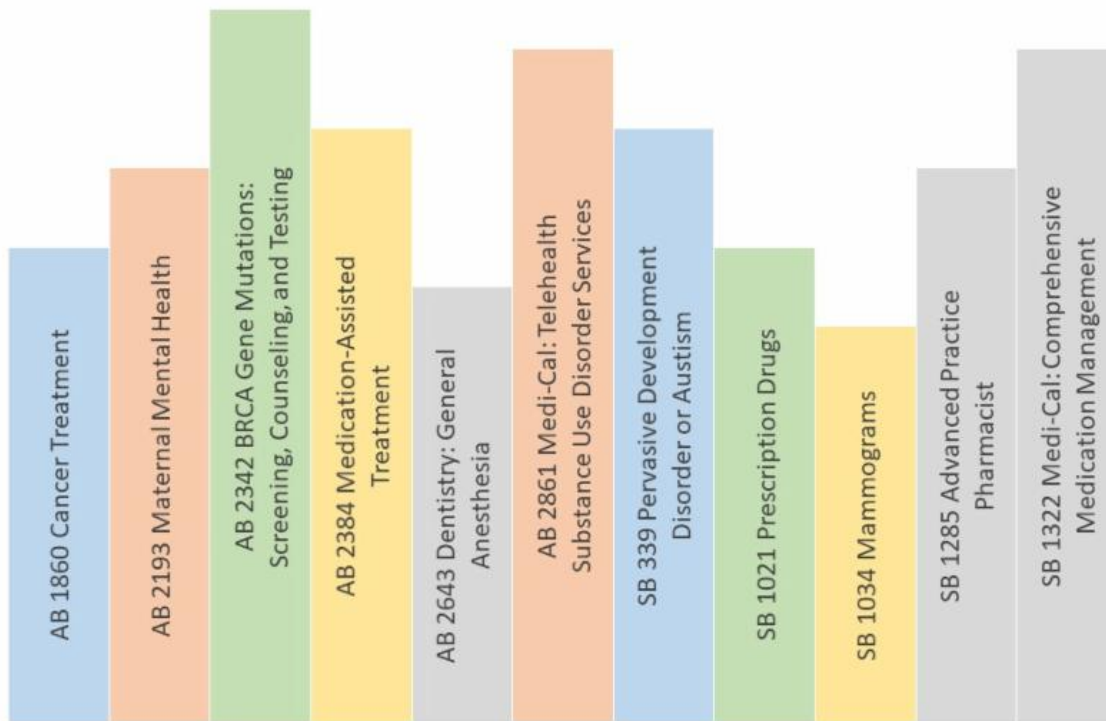 AB 1860 Cancer Treatment
AB 2193 Maternal Mental Health
AB 2342 BRCA Gene Mutations:
Screening, Counseling, and Testing
AB 2384 Medication-Assisted
Treatment
AB 2643 Dentistry: General
Anesthesia
AB 2861 Medi-Cal: Telehealth
Substance Use Disorder Services
SB 339 Pervasive Development
Disorder or Autism
SB 1021 Prescription Drugs
SB 1034 Mammograms
SB 1285 Advanced Practice
Pharmacist
SB 1322 Medi-Cal: Comprehensive
Medication Management